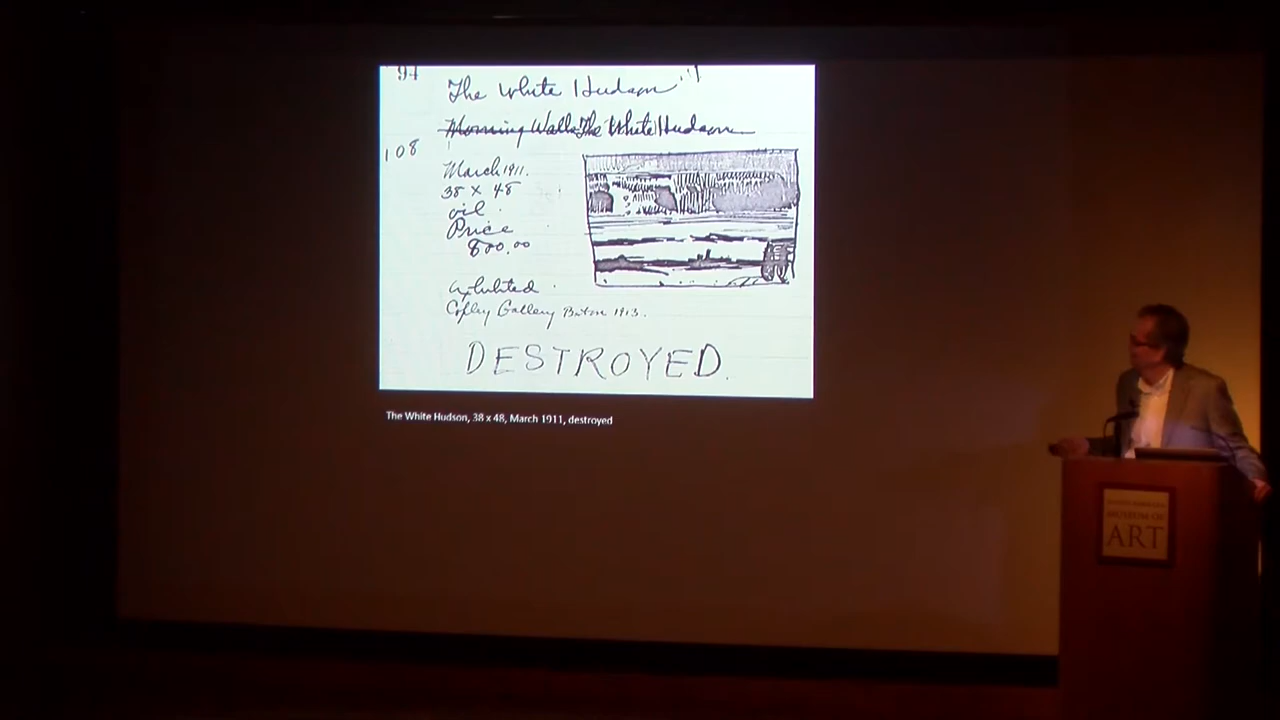 94
The White Hudson
Morning Walls The White Hudson
108
March 1911.
38 x 48
oil
Price
800.00
exhibited
Copley Gallery Boston 1913.
DESTROYED.
The White Hudson, 38 x 48, March 1911, destroyed
MUSEUM OF
ART